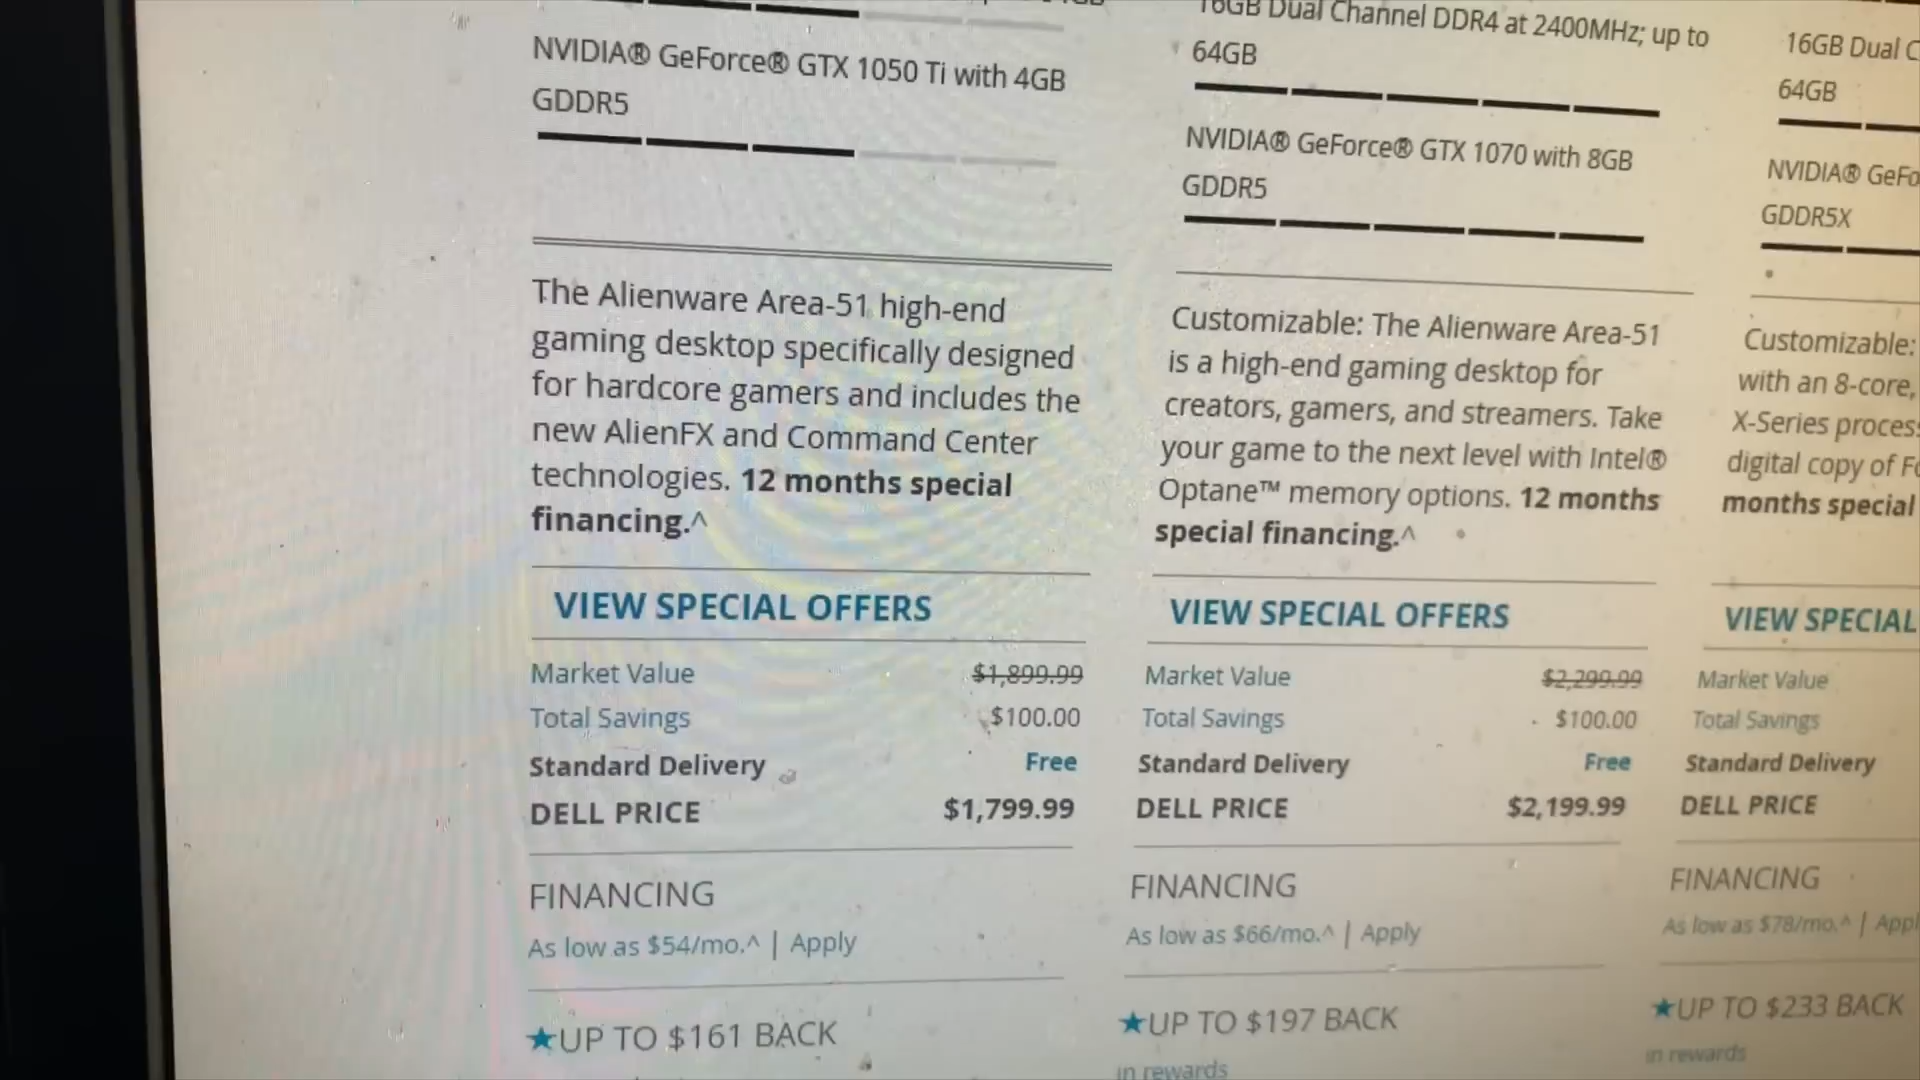 NVIDIA® GeForce® GTX 1050 Ti with 4GB
GDDR5
The Alienware Area-51 high-end
gaming desktop specifically designed
for hardcore gamers and includes the
new AlienFX and Command Center
technologies. 12 months special
financing.^
VIEW SPECIAL OFFERS
Market Value $1,899.99
Total Savings $100.00
Standard Delivery Free
DELL PRICE $1,799.99
FINANCING
As low as $54/mo.^ | Apply
★UP TO $161 BACK
16GB Dual Channel DDR4 at 2400MHz; up to
64GB
NVIDIA® GeForce® GTX 1070 with 8GB
GDDR5
Customizable: The Alienware Area-51
is a high-end gaming desktop for
creators, gamers, and streamers. Take
your game to the next level with Intel®
Optane™ memory options. 12 months
special financing.^
VIEW SPECIAL OFFERS
Market Value $2,299.99
Total Savings $100.00
Standard Delivery Free
DELL PRICE $2,199.99
FINANCING
As low as $66/mo.^ | Apply
★UP TO $197 BACK
in rewards
16GB Dual C
64GB
NVIDIA® GeFo
GDDR5X
Customizable:
with an 8-core,
X-Series process
digital copy of Fo
months special
VIEW SPECIAL
Market Value
Total Savings
Standard Delivery
DELL PRICE
FINANCING
As low as $78/mo.^ | Appl
★UP TO $233 BACK
in rewards